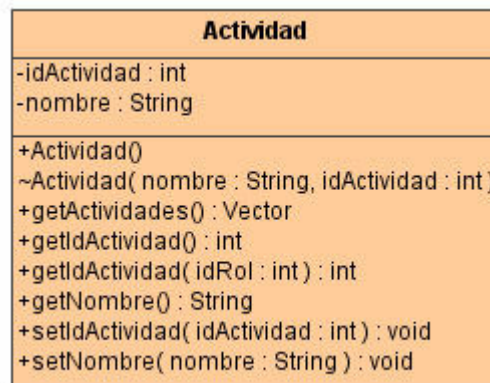 Actividad
-idActividad : int
-nombre : String
+Actividad()
~Actividad( nombre : String, idActividad : int )
+getActividades() : Vector
+getIdActividad() : int
+getIdActividad( idRol : int ) : int
+getNombre() : String
+setIdActividad( idActividad : int ) : void
+setNombre( nombre : String ) : void